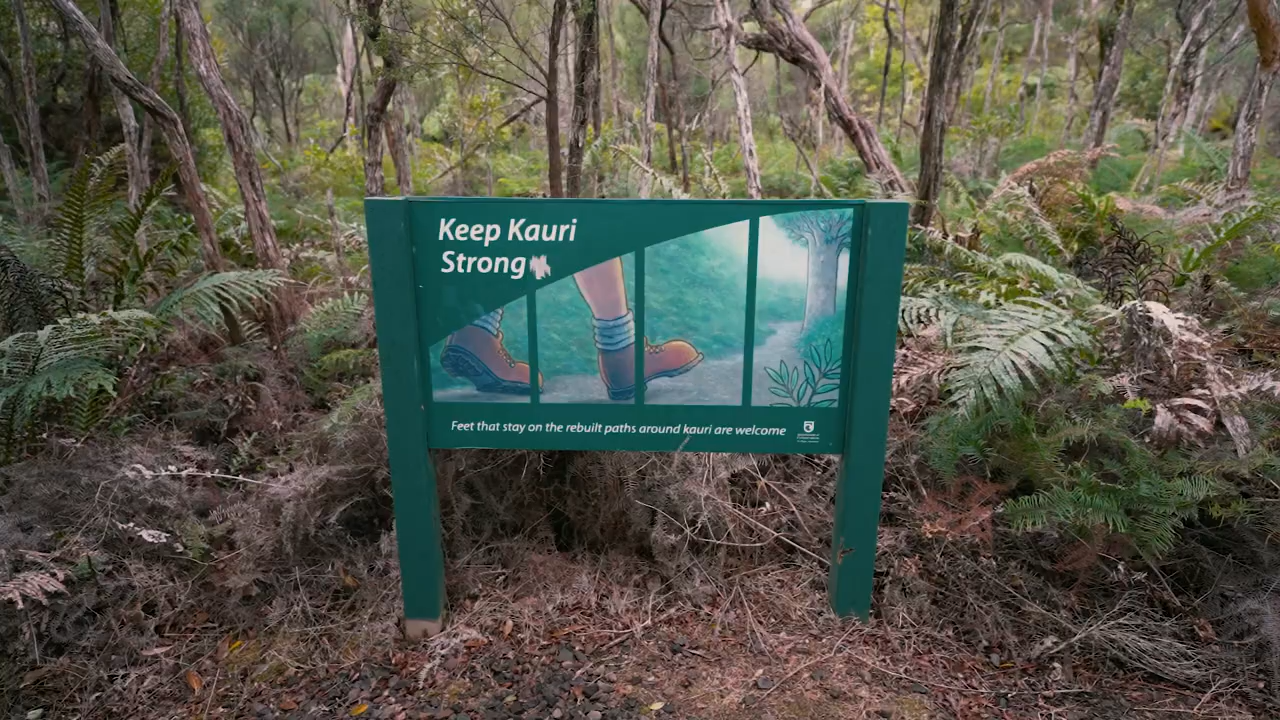 Keep Kauri
Strong
Feet that stay on the rebuilt paths around kauri are welcome